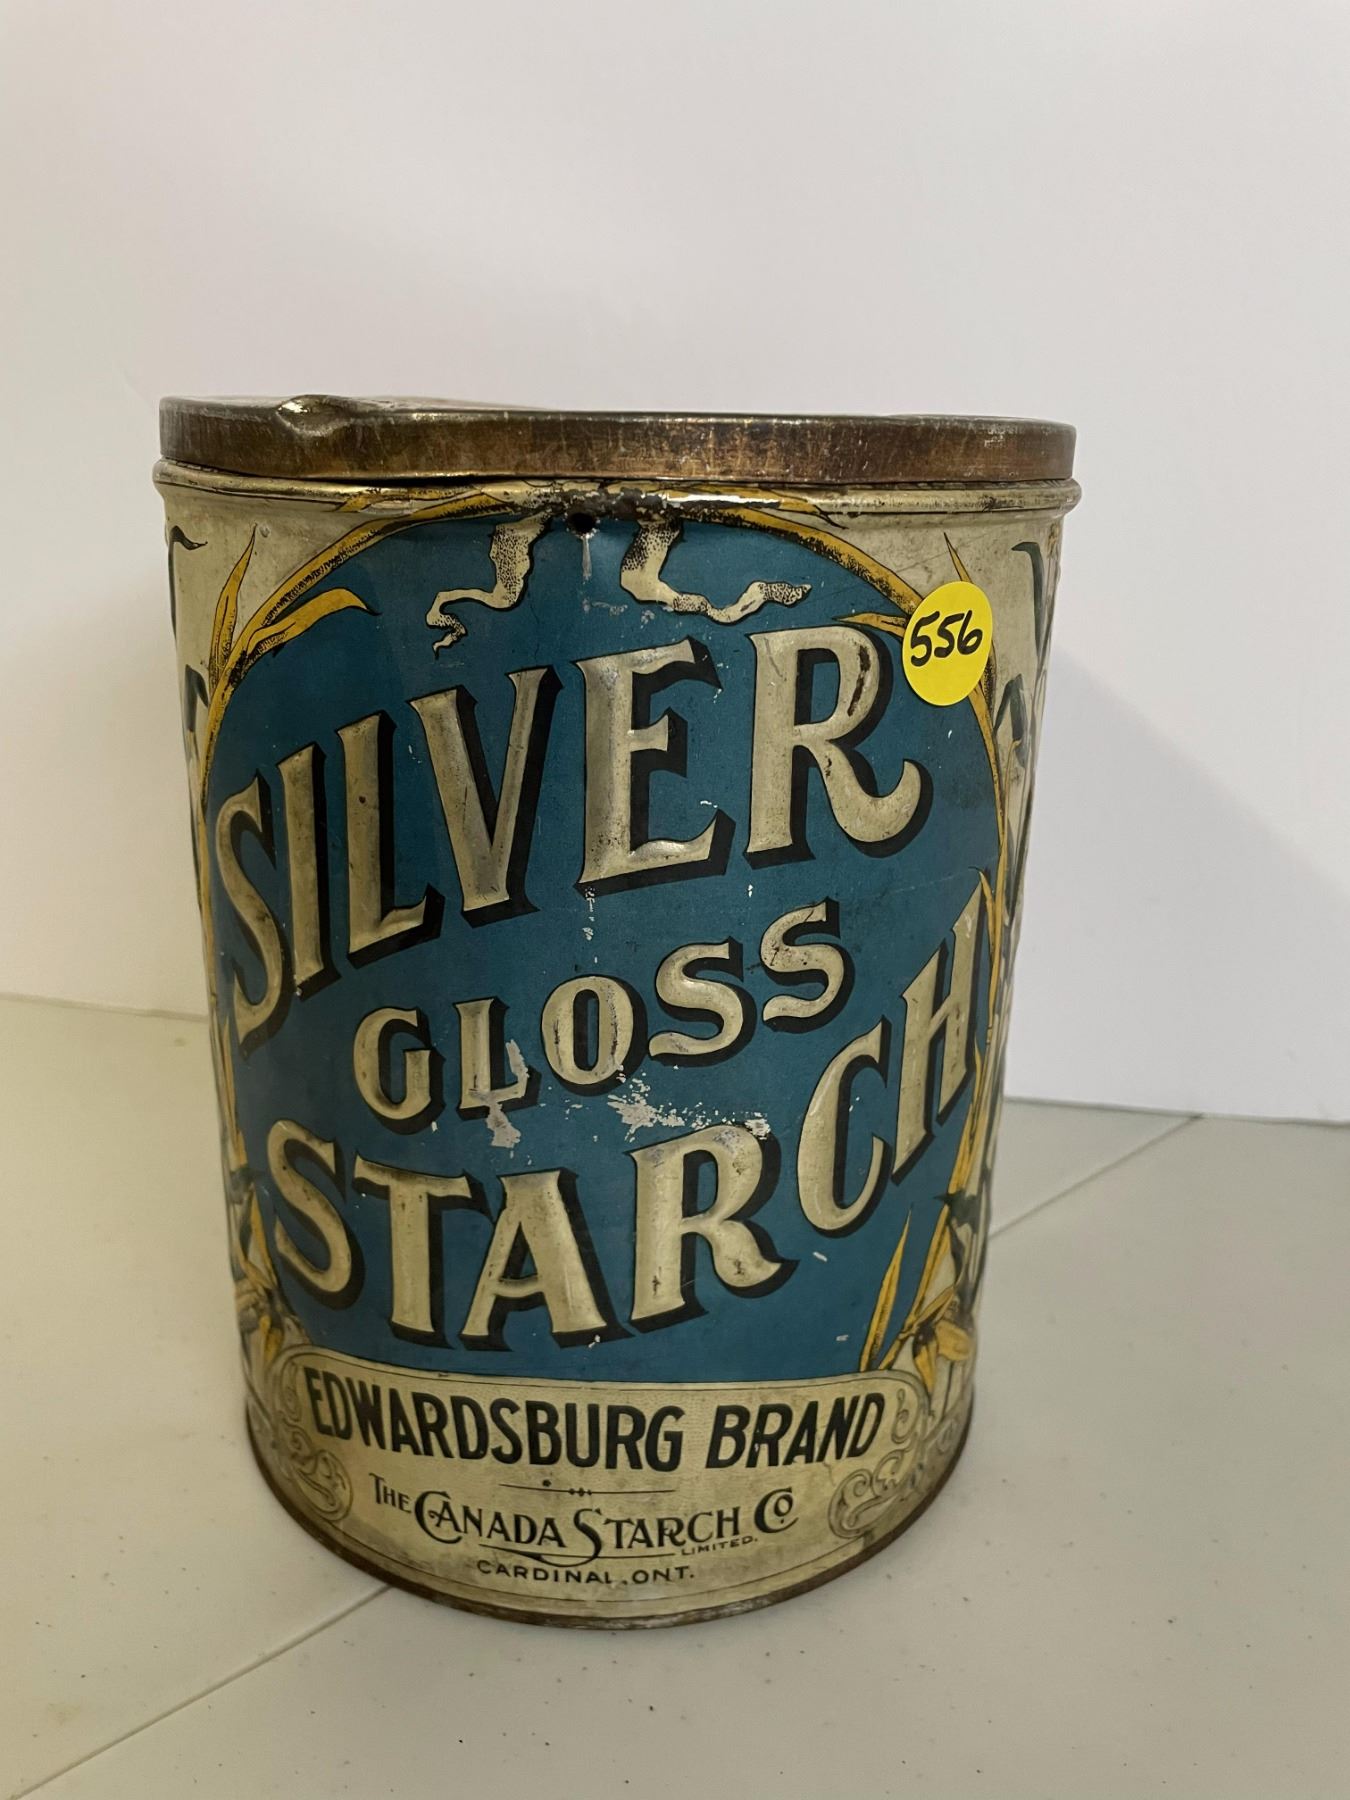 556
SILVER
GLOSS
STARCH
EDWARDSBURG BRAND
THE CANADA STARCH CO
LIMITED.
CARDINAL, ONT.